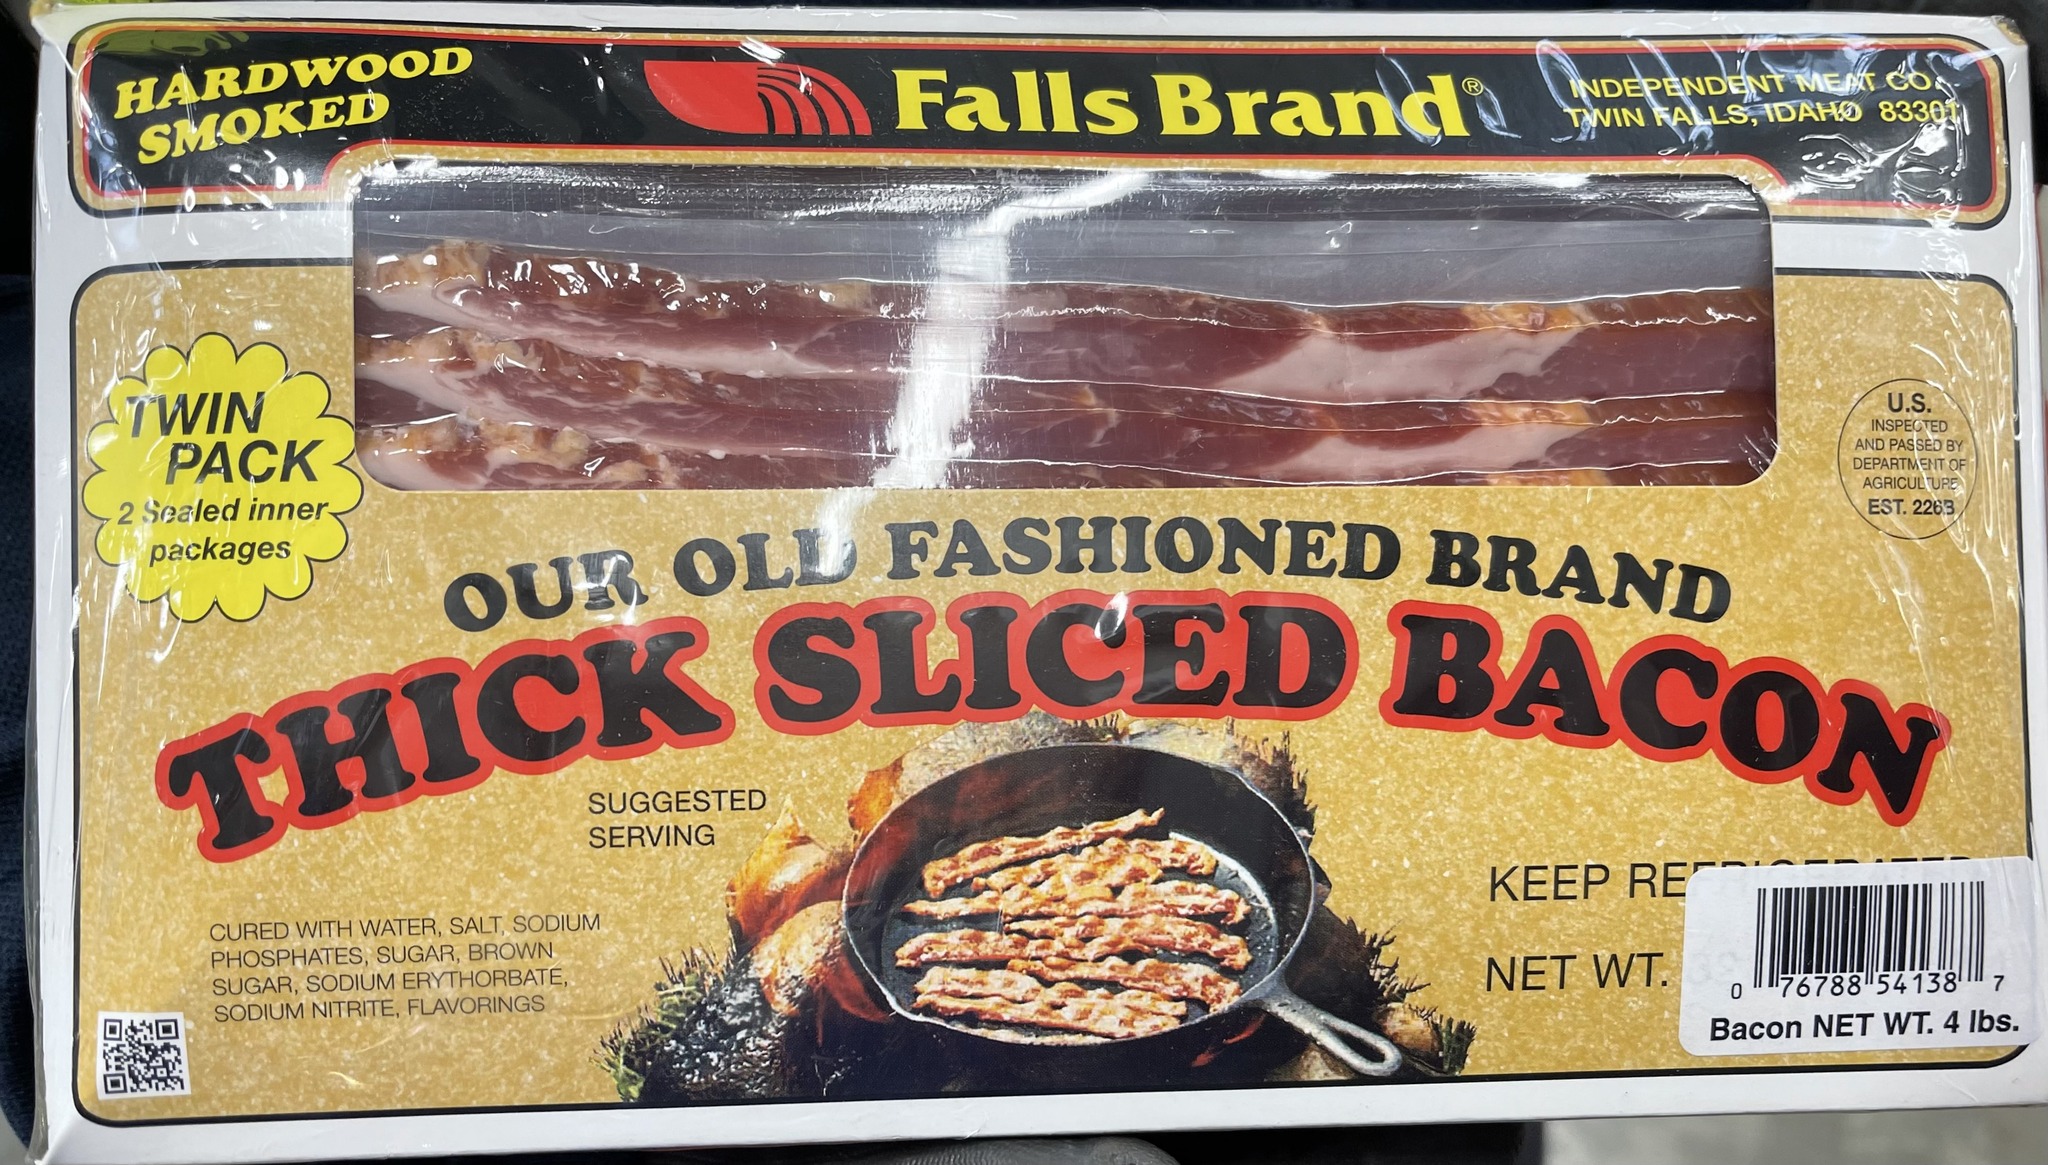 HARDWOOD
SMOKED
Falls Brand®
INDEPENDENT MEAT CO.
TWIN FALLS, IDAHO 83301
TWIN
PACK
2 Sealed inner
packages
U.S.
INSPECTED
AND PASSED BY
DEPARTMENT OF
AGRICULTURE
EST. 226B
OUR OLD FASHIONED BRAND
THICK SLICED BACON
SUGGESTED
SERVING
CURED WITH WATER, SALT, SODIUM
PHOSPHATES, SUGAR, BROWN
SUGAR, SODIUM ERYTHORBATE,
SODIUM NITRITE, FLAVORINGS
KEEP REFRIGERATED
NET WT.
0 76788 54138 7
Bacon NET WT. 4 lbs.